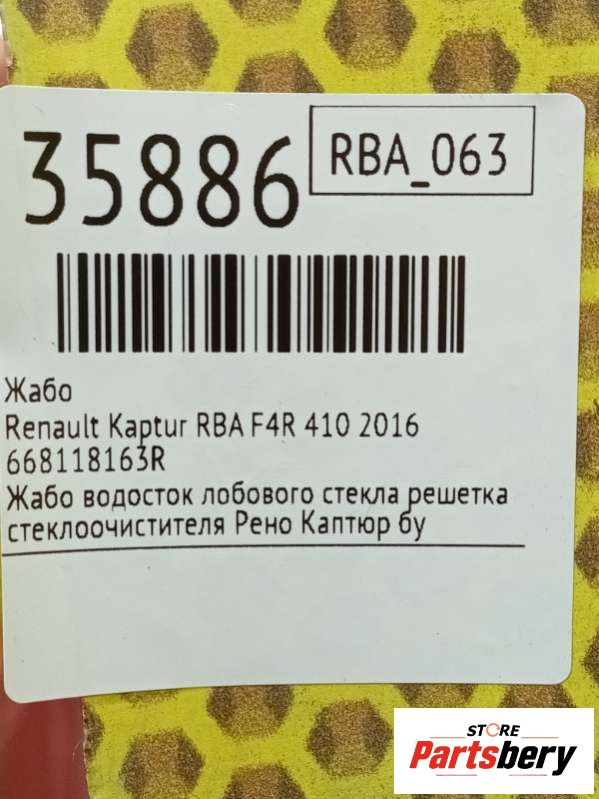 35886
RBA_063
Жабо
Renault Kaptur RBA F4R 410 2016
668118163R
Жабо водосток лобового стекла решетка
стеклоочистителя Рено Каптюр бу
STORE
Partsbery